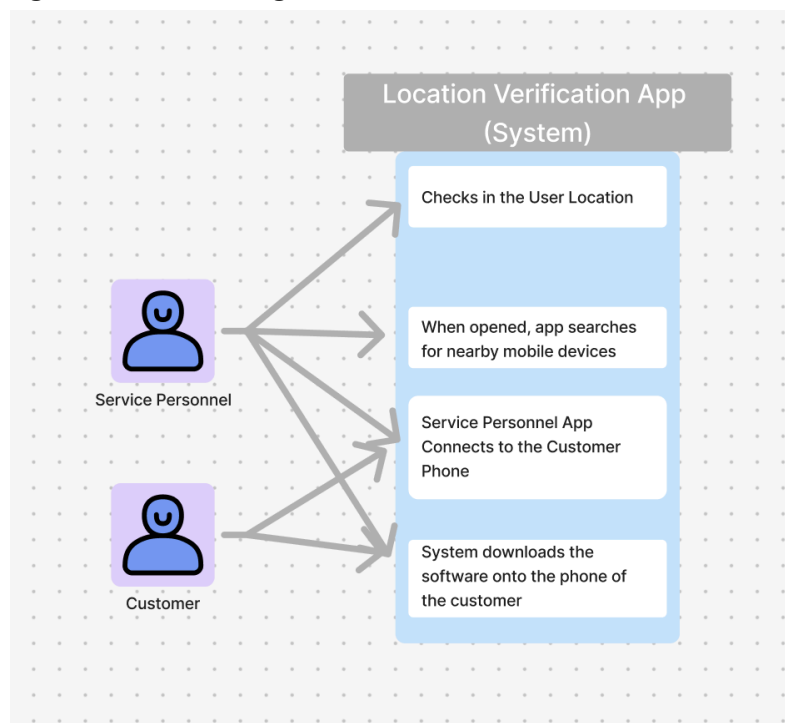 Location Verification App
(System)
Checks in the User Location
When opened, app searches
for nearby mobile devices
Service Personnel
Service Personnel App
Connects to the Customer
Phone
System downloads the
software onto the phone of
the customer
Customer